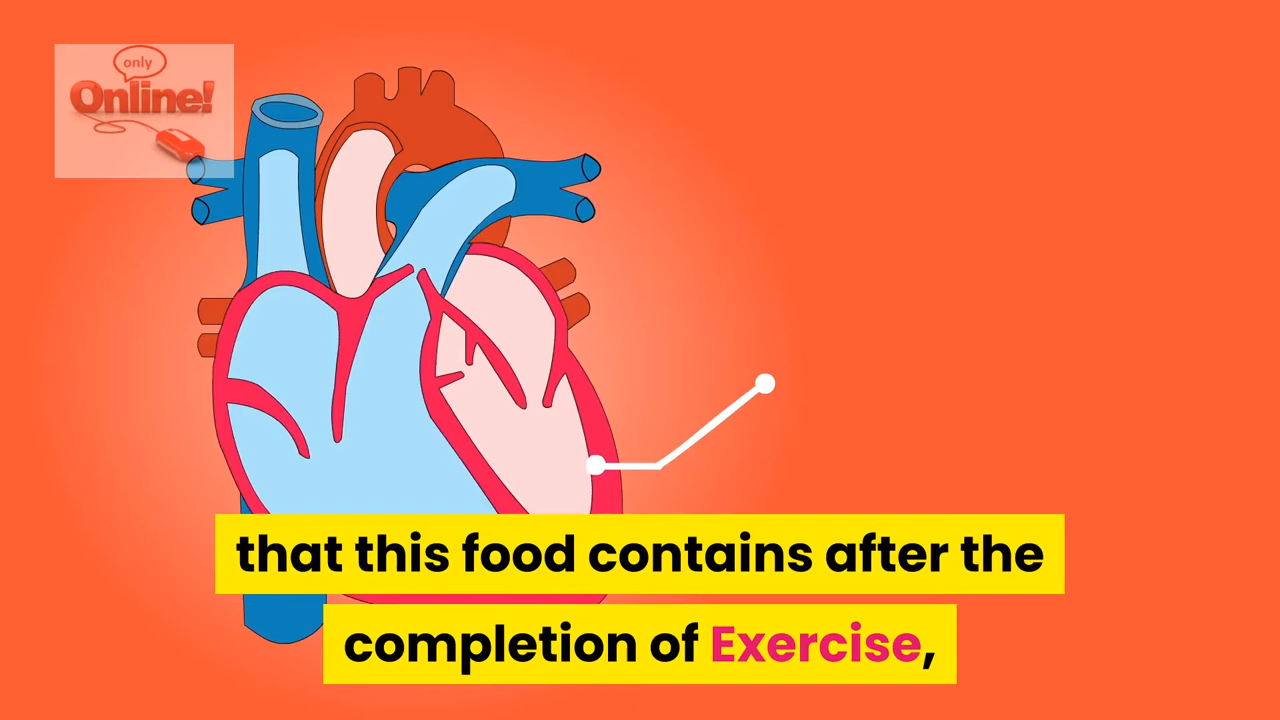 only
Online!
that this food contains after the
completion of Exercise,